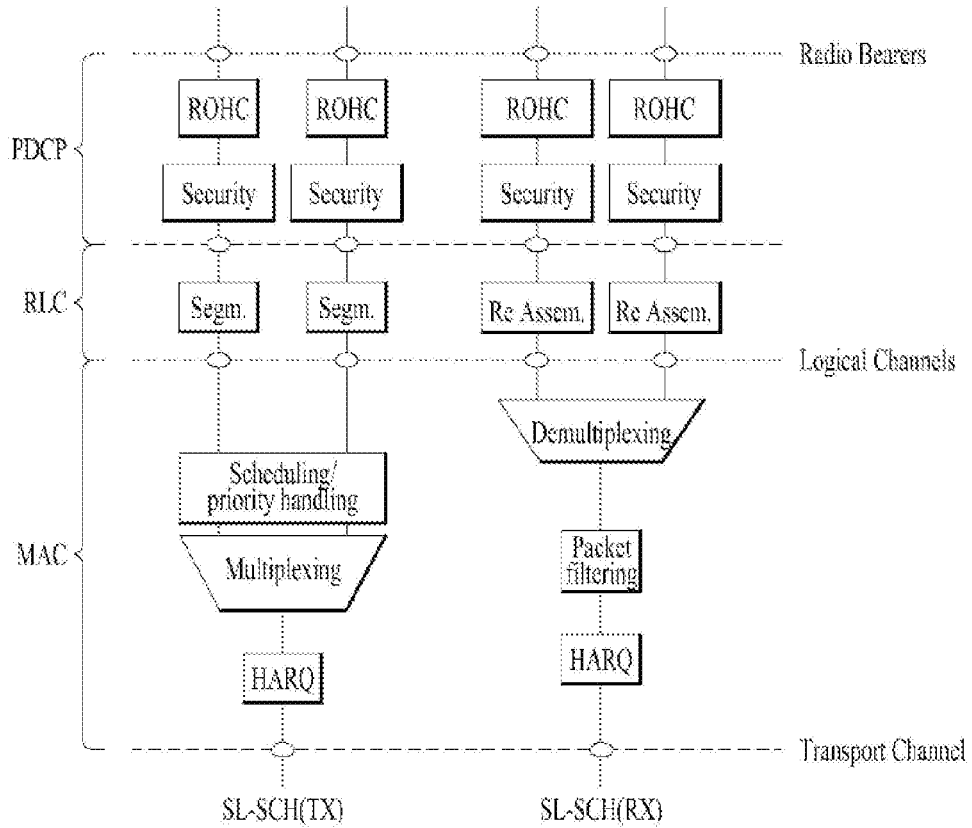 Radio Bearers
ROHC
ROHC
ROHC
ROHC
PDCP
Security
Security
Security
Security
RLC
Segm.
Segm.
Re Assem.
Re Assem.
Logical Channels
Demultiplexing
Scheduling/
priority handling
MAC
Multiplexing
Packet
filtering
HARQ
HARQ
Transport Channel
SL-SCH(TX)
SL-SCH(RX)